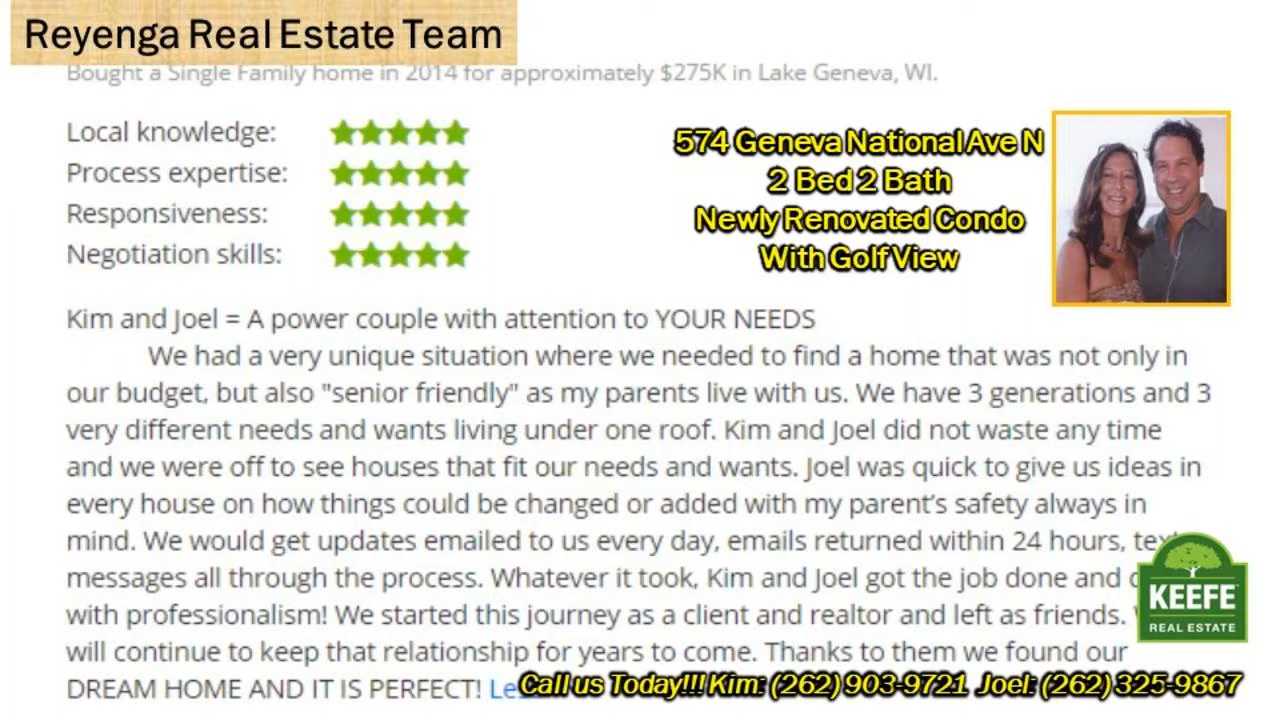 Reyenga Real Estate Team
Bought a Single Family home in 2014 for approximately $275K in Lake Geneva, WI.
Local knowledge:
Process expertise:
Responsiveness:
Negotiation skills:
574 Geneva National Ave N
2 Bed 2 Bath
Newly Renovated Condo
With Golf View
Kim and Joel = A power couple with attention to YOUR NEEDS
We had a very unique situation where we needed to find a home that was not only in
our budget, but also "senior friendly" as my parents live with us. We have 3 generations and 3
very different needs and wants living under one roof. Kim and Joel did not waste any time
and we were off to see houses that fit our needs and wants. Joel was quick to give us ideas in
every house on how things could be changed or added with my parent's safety always in
mind. We would get updates emailed to us every day, emails returned within 24 hours, text
messages all through the process. Whatever it took, Kim and Joel got the job done and
with professionalism! We started this journey as a client and realtor and left as friends.
will continue to keep that relationship for years to come. Thanks to them we found our
DREAM HOME AND IT IS PERFECT!
KEEFE
REAL ESTATE
Call us Today!!! Kim: (262) 903-9721 Joel: (262) 325-9867